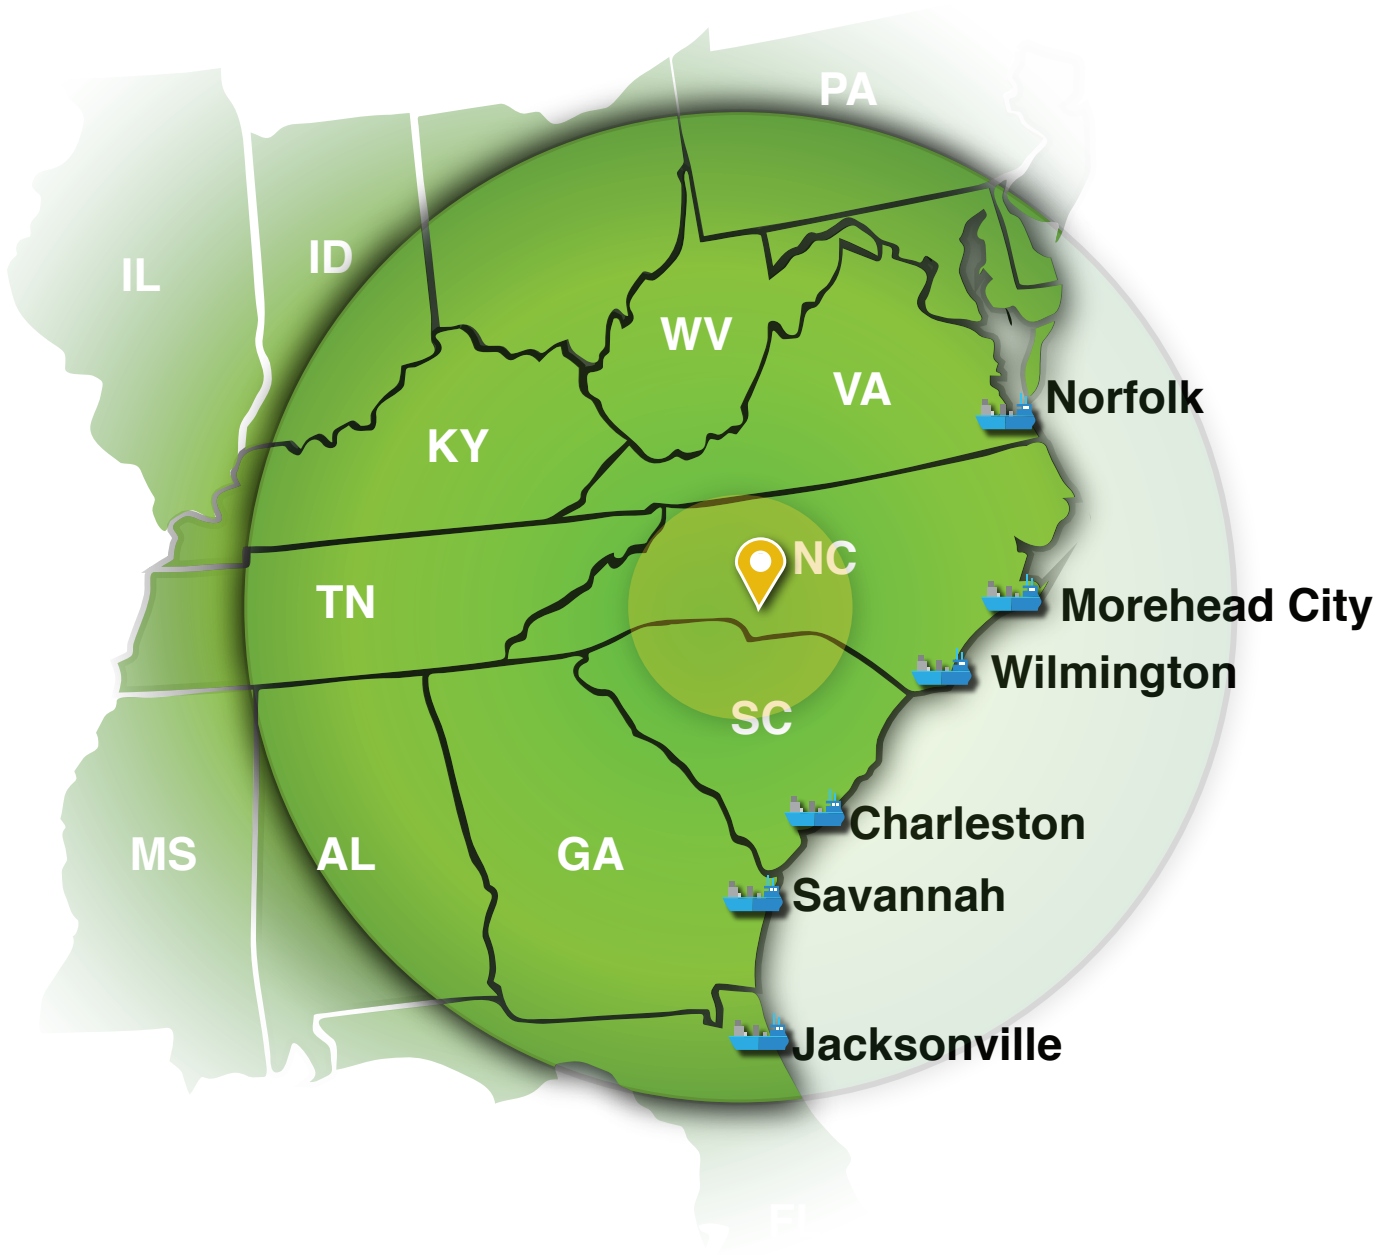 PA
ID
IL
WV
VA
Norfolk
KY
NC
TN
Morehead City
Wilmington
SC
Charleston
MS
AL
GA
Savannah
Jacksonville
FL